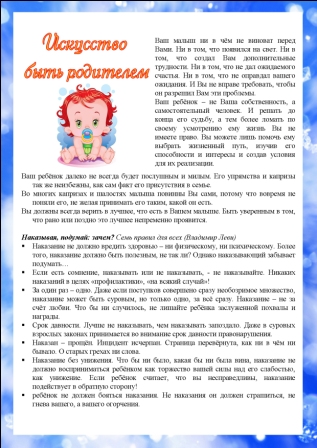 Искусство
быть родителем
Ваш малыш ни в чём не виноват перед
Вами. Ни в том, что появился на свет. Ни в
том, что создал Вам дополнительные
трудности. Ни в том, что не дал ожидаемого
счастья. Ни в том, что не оправдал вашего
ожидания. И Вы не вправе требовать, чтобы
он разрешил Вам эти проблемы.
Ваш ребёнок – не Ваша собственность, а
самостоятельный человек. И решать до
конца его судьбу, а тем более ломать по
своему усмотрению ему жизнь Вы не
имеете право. Вы можете лишь помочь ему
выбрать жизненный путь, изучив его
способности и интересы и создав условия
для их реализации.
Ваш ребёнок далеко не всегда будет послушным и милым. Его упрямства и капризы
так же неизбежны, как сам факт его присутствия в семье.
Во многих капризах и шалостях малыша повинны Вы сами, потому что вовремя не
поняли его, не желая принимать его таким, какой он есть.
Вы должны всегда верить в лучшее, что есть в Вашем малыше. Быть уверенным в том,
что рано или поздно это лучшее непременно проявится.
Наказывая, подумай: зачем? Семь правил для всех (Владимир Леви)
▪ Наказание не должно вредить здоровью – ни физическому, ни психическому. Более
того, наказание должно быть полезным, не так ли? Однако наказывающий забывает
подумать…
▪ Если есть сомнение, наказывать или не наказывать, - не наказывайте. Никаких
наказаний в целях «профилактики», «на всякий случай»!
▪ За один раз – одно. Даже если поступков совершено сразу необозримое множество,
наказание может быть суровым, но только одно, за всё сразу. Наказание – не за
счёт любви. Что бы ни случилось, не лишайте ребёнка заслуженной похвалы и
награды.
▪ Срок давности. Лучше не наказывать, чем наказывать запоздало. Даже в суровых
взрослых законах принимается во внимание срок давности правонарушения.
▪ Наказан – прощён. Инцидент исчерпан. Страница перевёрнута, как ни в чём ни
бывало. О старых грехах ни слова.
▪ Наказание без унижения. Что бы ни было, какая бы ни была вина, наказание не
должно восприниматься ребёнком как торжество вашей силы над его слабостью,
как унижение. Если ребёнок считает, что вы несправедливы, наказание
подействует в обратную сторону!
▪ ребёнок не должен бояться наказания. Не наказания он должен страшиться, не
гнева вашего, а вашего огорчения.